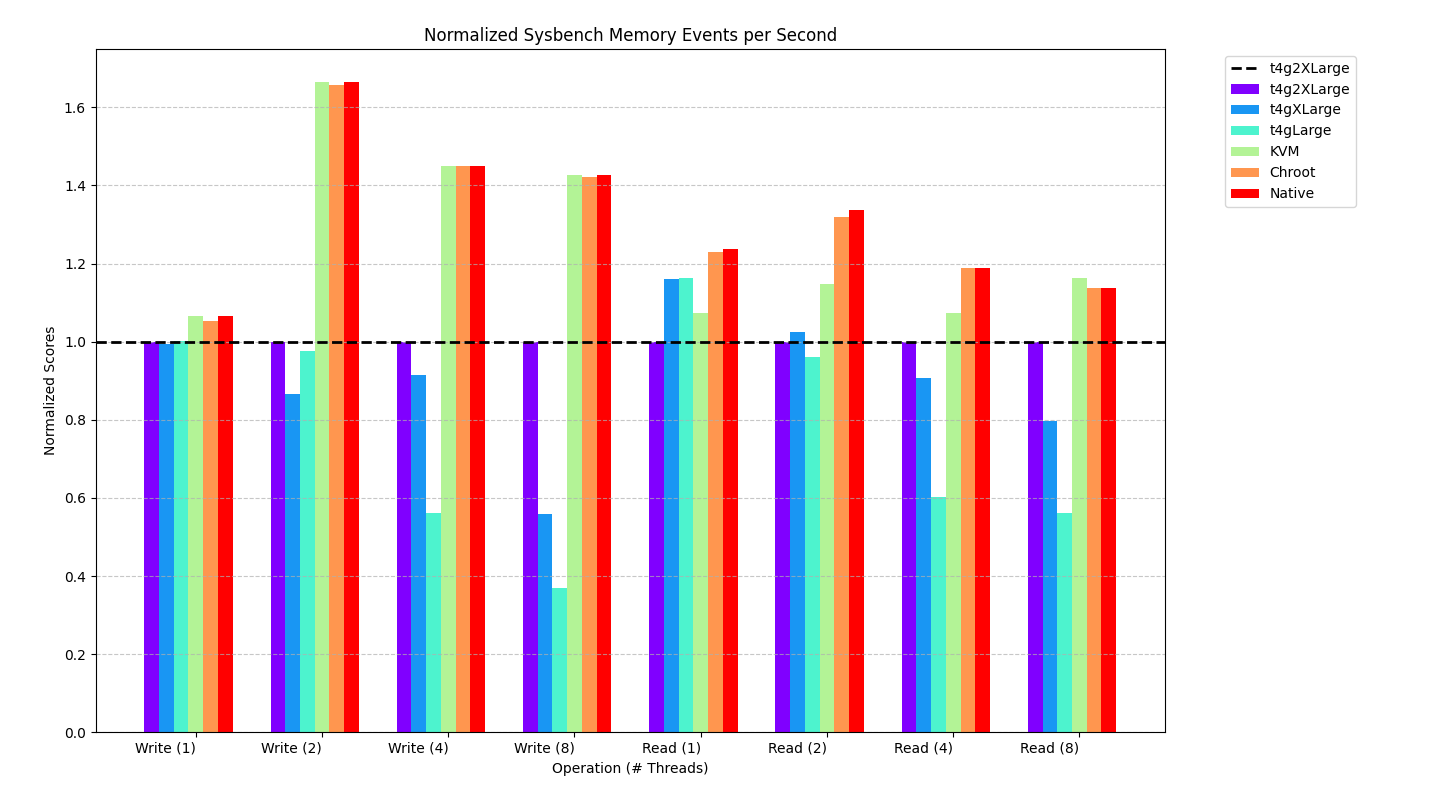 Normalized Sysbench Memory Events per Second
t4g2XLarge
t4g2XLarge
t4gXLarge
t4gLarge
KVM
Chroot
Native
Normalized Scores
1.6
1.4
1.2
1.0
0.8
0.6
0.4
0.2
0.0
Write (1) Write (2) Write (4) Write (8) Read (1) Read (2) Read (4) Read (8)
Operation (# Threads)